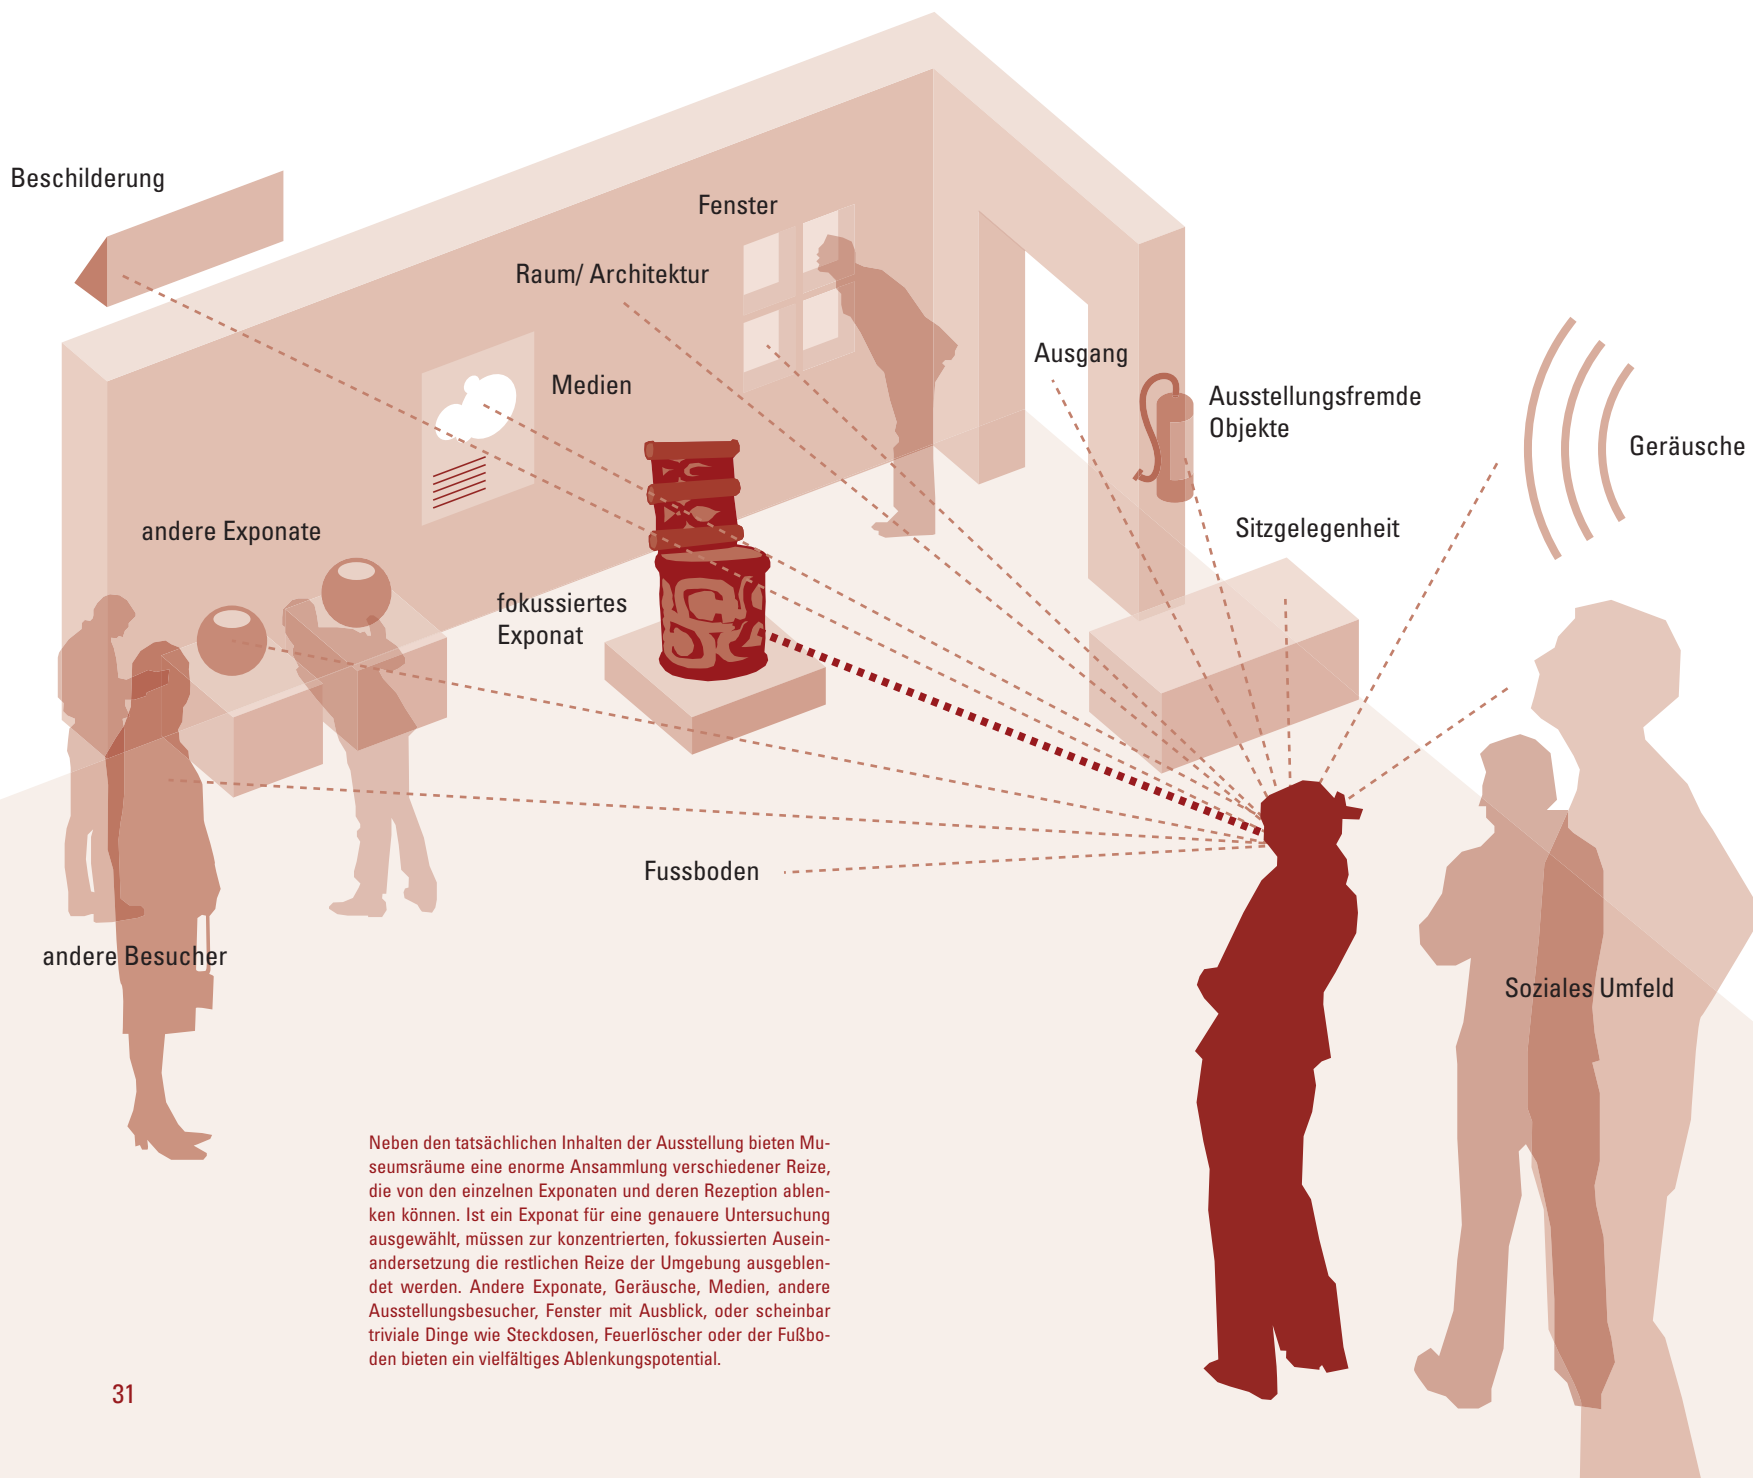 Beschilderung
Fenster
Raum/ Architektur
Ausgang
Medien
Ausstellungsfremde
Objekte
Geräusche
andere Exponate
Sitzgelegenheit
fokussiertes
Exponat
Fussboden
andere Besucher
Soziales Umfeld
Neben den tatsächlichen Inhalten der Ausstellung bieten Mu-
seumsräume eine enorme Ansammlung verschiedener Reize,
die von den einzelnen Exponaten und deren Rezeption ablen-
ken können. Ist ein Exponat für eine genauere Untersuchung
ausgewählt, müssen zur konzentrierten, fokussierten Ausein-
andersetzung die restlichen Reize der Umgebung ausgeblen-
det werden. Andere Exponate, Geräusche, Medien, andere
Ausstellungsbesucher, Fenster mit Ausblick, oder scheinbar
triviale Dinge wie Steckdosen, Feuerlöscher oder der Fußbo-
den bieten ein vielfältiges Ablenkungspotential.
31